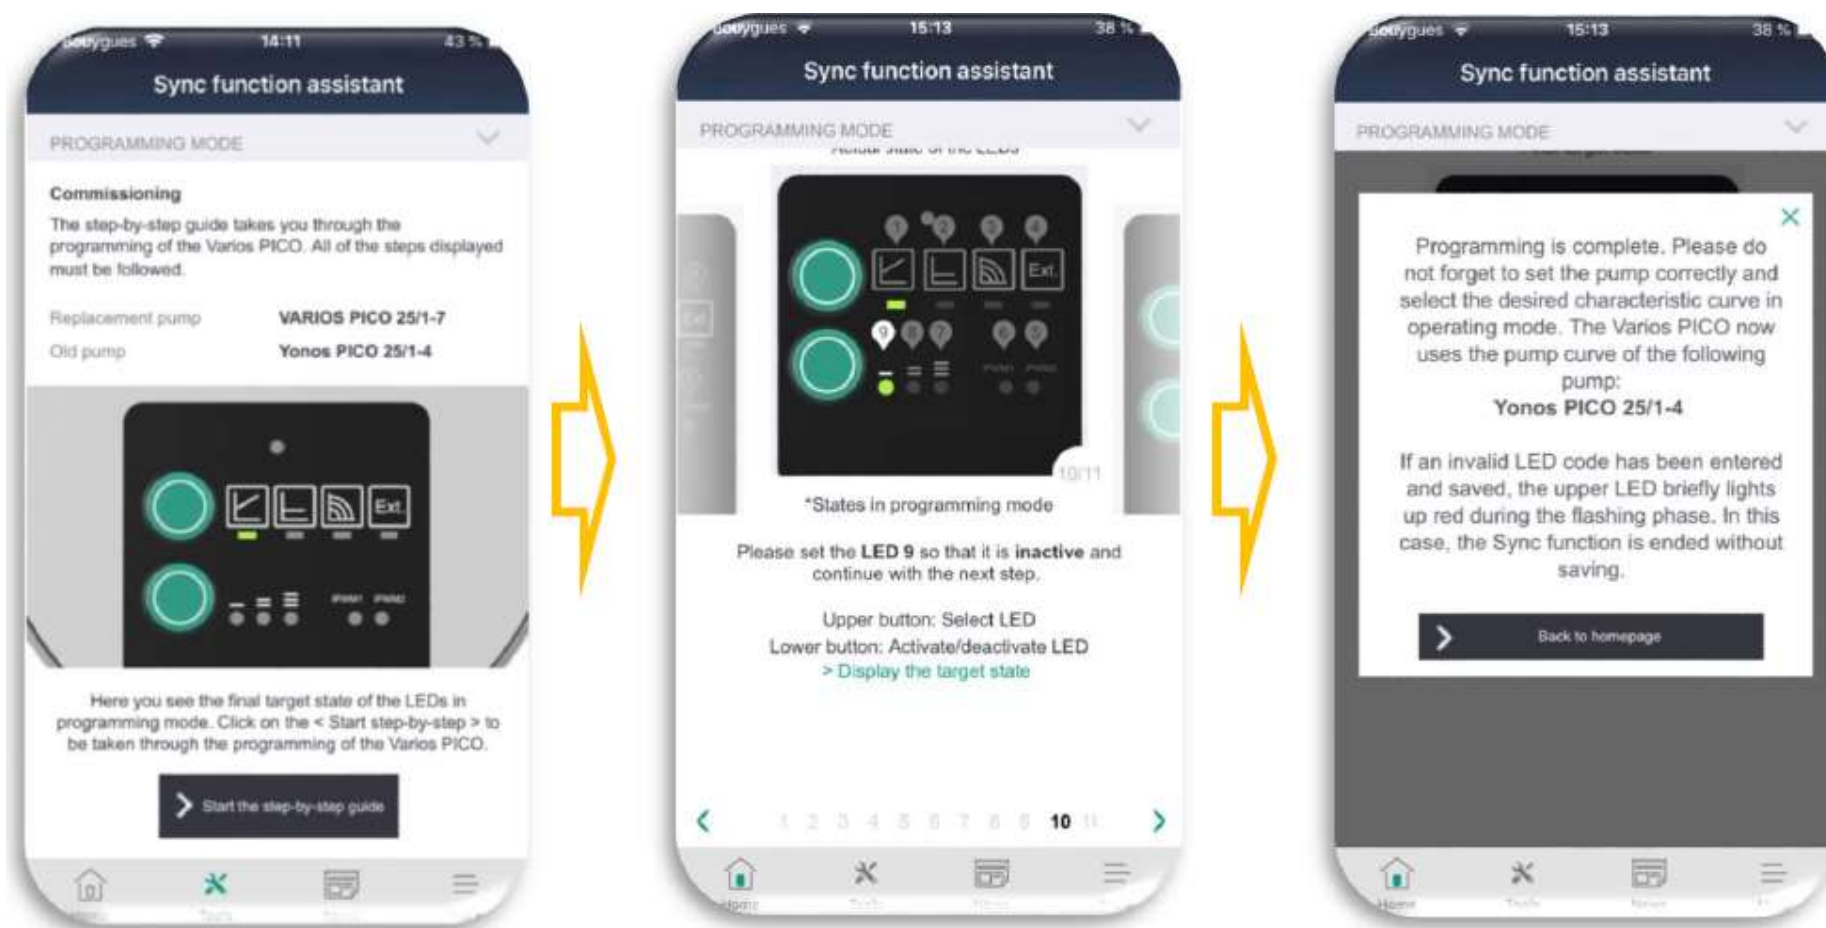 14:11
43 %
Sync function assistant
PROGRAMMING MODE
Commissioning
The step-by-step guide takes you through the
programming of the Varios PICO. All of the steps displayed
must be followed.
Replacement pump VARIOS PICO 25/1-7
Old pump Yonos PICO 25/1-4
Ext.
Here you see the final target state of the LEDs in
programming mode. Click on the < Start step-by-step > to
be taken through the programming of the Varios PICO.
Start the step-by-step guide
15:13
38 %
Sync function assistant
PROGRAMMING MODE
1 2 3 4
Ext.
9 8 7 6 5
10/11
*States in programming mode
Please set the LED 9 so that it is inactive and
continue with the next step.
Upper button: Select LED
Lower button: Activate/deactivate LED
> Display the target state
1 2 3 4 5 6 7 8 9 10 11
Home
15:13
38 %
Sync function assistant
PROGRAMMING MODE
Programming is complete. Please do
not forget to set the pump correctly and
select the desired characteristic curve in
operating mode. The Varios PICO now
uses the pump curve of the following
pump:
Yonos PICO 25/1-4
If an invalid LED code has been entered
and saved, the upper LED briefly lights
up red during the flashing phase. In this
case, the Sync function is ended without
saving.
Back to homepage
Home